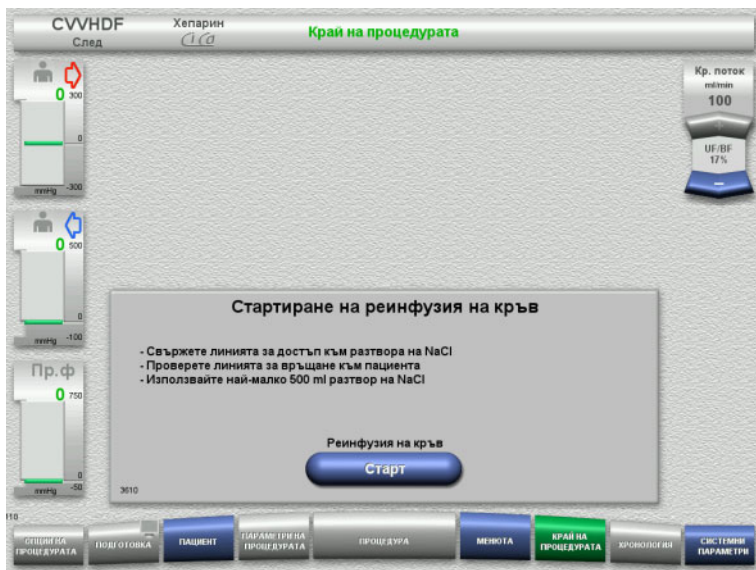 CVVHDF
След
Хепарин
Край на процедурата
0
300
0
mmHg
-300
0
500
0
mmHg
-100
Пр.ф
0
750
0
mmHg
-50
Кр. поток
ml/min
100
UF/BF
17%
Стартиране на реинфузия на кръв
- Свържете линията за достъп към разтвора на NaCl
- Проверете линията за връщане към пациента
- Използвайте най-малко 500 ml разтвор на NaCl
Реинфузия на кръв
Старт
3610
ОПЦИИ НА
ПРОЦЕДУРАТА
ПОДГОТОВКА
ПАЦИЕНТ
ПАРАМЕТРИ НА
ПРОЦЕДУРАТА
ПРОЦЕДУРА
МЕНЮТА
КРАЙ НА
ПРОЦЕДУРАТА
ХРОНОЛОГИЯ
СИСТЕМНИ
ПАРАМЕТРИ